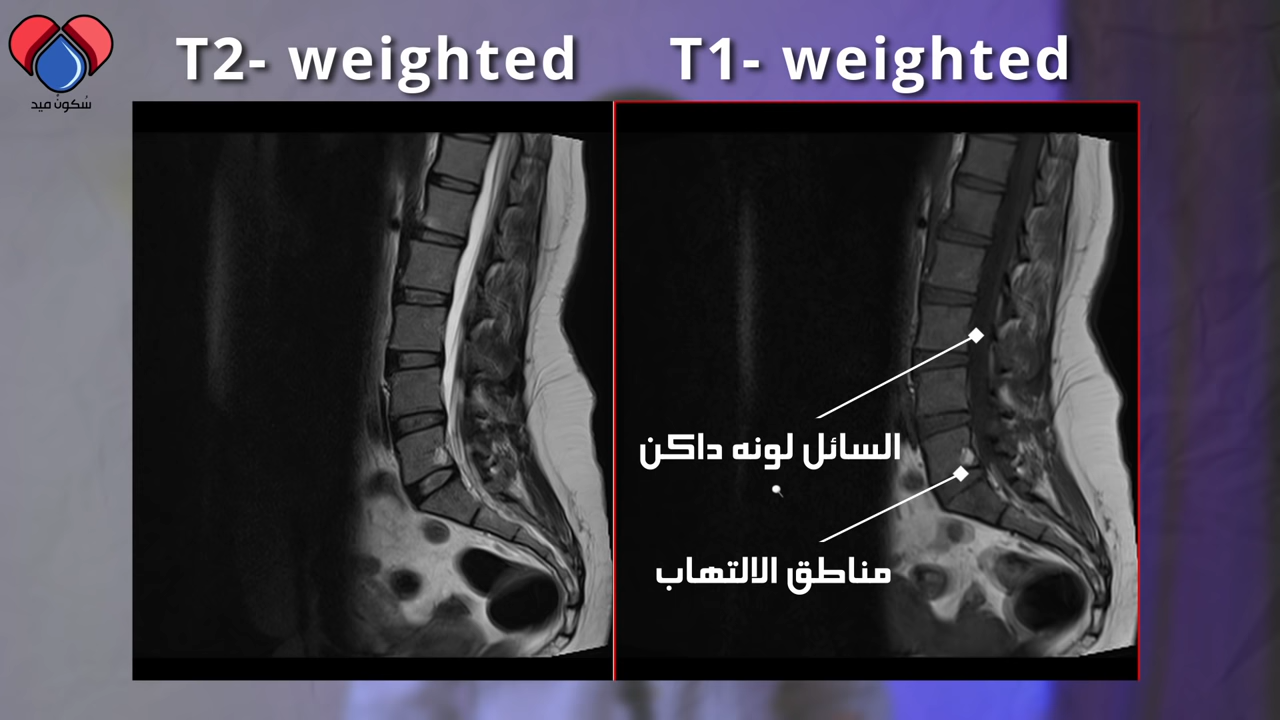 سُكونْ ميد
T2- weighted
T1- weighted
السائل لونه داكن
مناطق الالتهاب